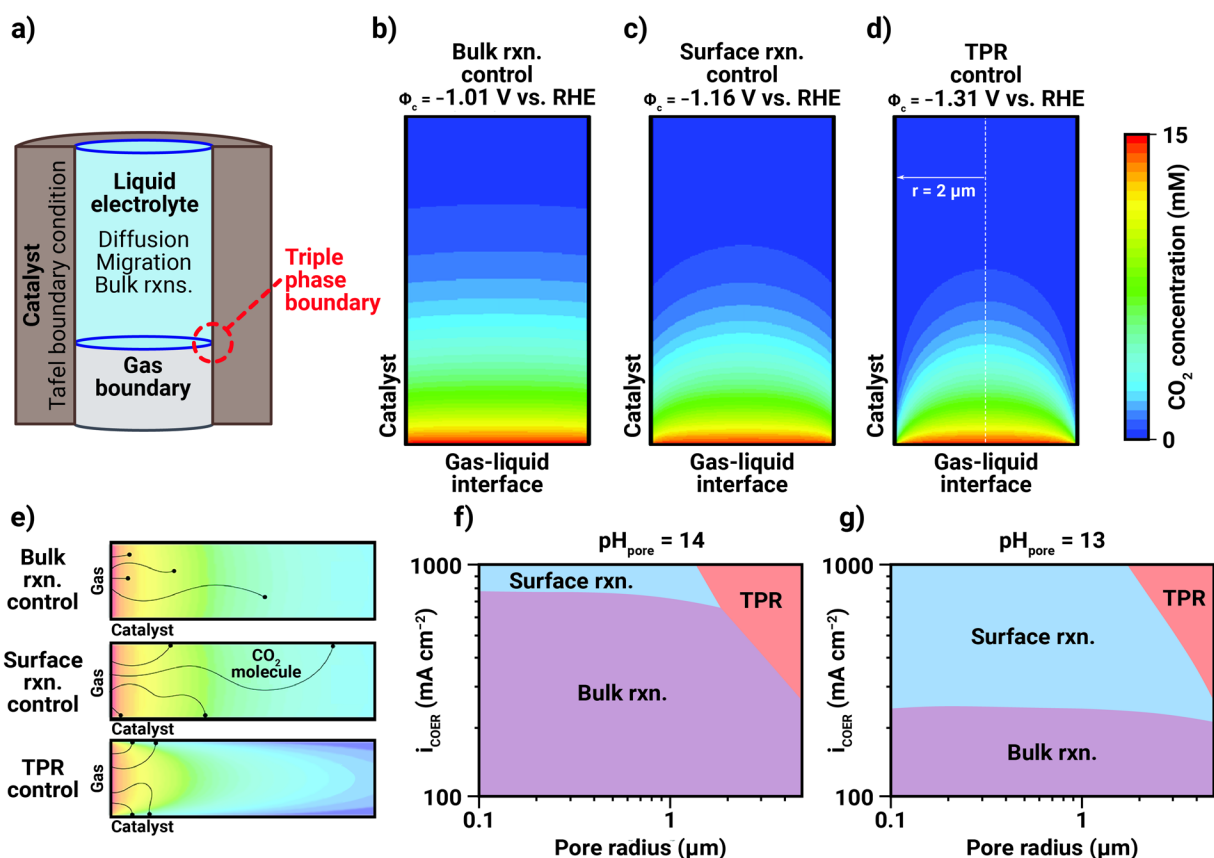 a)
Catalyst
Tafel boundary condition
Liquid
electrolyte
Diffusion
Migration
Bulk rxns.
Gas
boundary
Triple
phase
boundary
b)
Bulk rxn.
control
Φc = −1.01 V vs. RHE
Catalyst
Gas-liquid
interface
c)
Surface rxn.
control
Φc = −1.16 V vs. RHE
Catalyst
Gas-liquid
interface
d)
TPR
control
Φc = −1.31 V vs. RHE
r = 2 μm
Catalyst
Gas-liquid
interface
15
0
CO2 concentration (mM)
e)
Bulk
rxn.
control
Gas
Catalyst
Surface
rxn.
control
Gas
CO2
molecule
Catalyst
TPR
control
Gas
Catalyst
f)
pHpore = 14
1000
100
iCOER (mA cm−2)
Surface rxn.
TPR
Bulk rxn.
0.1
1
Pore radius (μm)
g)
pHpore = 13
1000
100
iCOER (mA cm−2)
Surface rxn.
TPR
Bulk rxn.
0.1
1
Pore radius (μm)